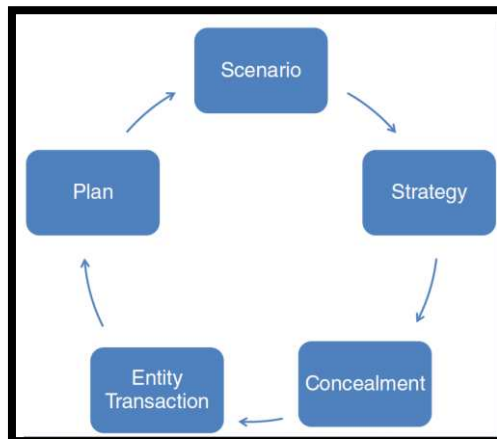 Scenario
Strategy
Concealment
Entity
Transaction
Plan